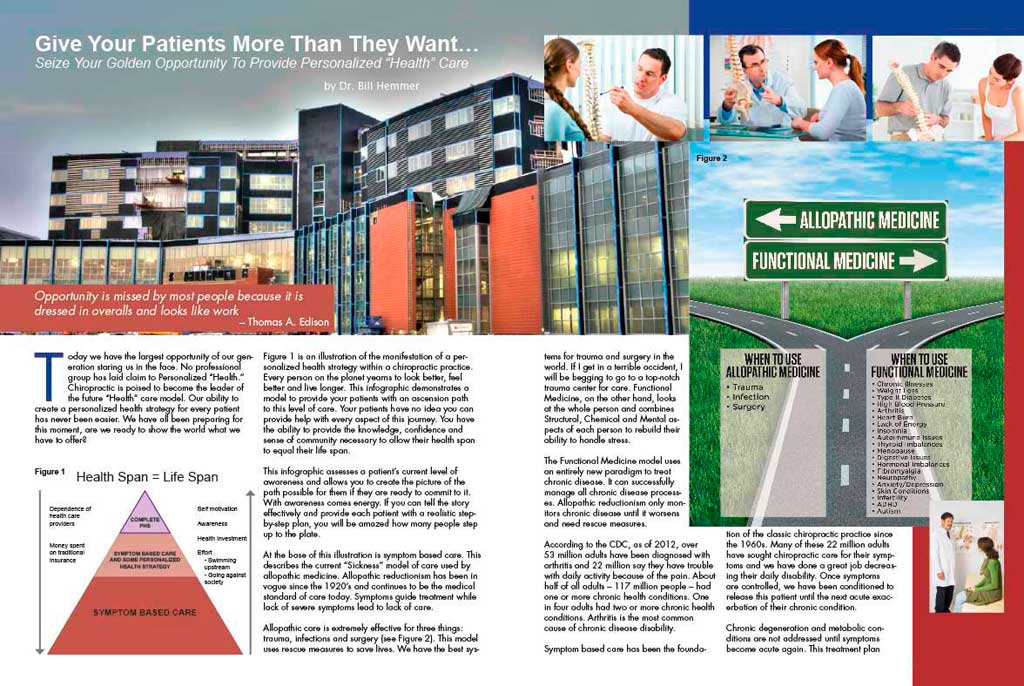 Give Your Patients More Than They Want...
Seize Your Golden Opportunity To Provide Personalized “Health” Care
by Dr. Bill Hemmer
Opportunity is missed by most people because it is
dressed in overalls and looks like work
– Thomas A. Edison
Today we have the largest opportunity of our gen-
eration staring us in the face. No professional
group has laid claim to Personalized “Health.”
Chiropractic is poised to become the leader of
the future “Health” care model. Our ability to
create a personalized health strategy for every patient
has never been easier. We have all been preparing for
this moment, are we ready to show the world what we
have to offer?
Figure 1
Health Span = Life Span
Dependence of
health care
providers
Money spent
on traditional
insurance
COMPLETE
PHS
SYMPTOM BASED CARE
AND SOME PERSONALIZED
HEALTH STRATEGY
SYMPTOM BASED CARE
Self motivation
Awareness
Health investment
Effort
- Swimming
upstream
- Going against
society
Figure 1 is an illustration of the manifestation of a per-
sonalized health strategy within a chiropractic practice.
Every person on the planet yearns to look better, feel
better and live longer. This infographic demonstrates a
model to provide your patients with an ascension path
to this level of care. Your patients have no idea you can
provide help with every aspect of this journey. You have
the ability to provide the knowledge, confidence and
sense of community necessary to allow their health span
to equal their life span.
This infographic assesses a patient’s current level of
awareness and allows you to create the picture of the
path possible for them if they are ready to commit to it.
With awareness comes energy. If you can tell the story
effectively and provide each patient with a realistic step-
by-step plan, you will be amazed how many people step
up to the plate.
At the base of this illustration is symptom based care. This
describes the current “Sickness” model of care used by
allopathic medicine. Allopathic reductionism has been in
vogue since the 1920’s and continues to be the medical
standard of care today. Symptoms guide treatment while
lack of severe symptoms lead to lack of care.
Allopathic care is extremely effective for three things:
trauma, infections and surgery (see Figure 2). This model
uses rescue measures to save lives. We have the best sys-
tems for trauma and surgery in the
world. If I get in a terrible accident, I
will be begging to go to a top-notch
trauma center for care. Functional
Medicine, on the other hand, looks
at the whole person and combines
Structural, Chemical and Mental as-
pects of each person to rebuild their
ability to handle stress.
The Functional Medicine model uses
an entirely new paradigm to treat
chronic disease. It can successfully
manage all chronic disease process-
es. Allopathic reductionism only mon-
itors chronic disease until it worsens
and need rescue measures.
According to the CDC, as of 2012, over
53 million adults have been diagnosed with
arthritis and 22 million say they have trouble
with daily activity because of the pain. About
half of all adults – 117 million people – had
one or more chronic health conditions. One
in four adults had two or more chronic health
conditions. Arthritis is the most common
cause of chronic disease disability.
Symptom based care has been the founda-
Figure 2
ALLOPATHIC MEDICINE
FUNCTIONAL MEDICINE
WHEN TO USE
ALLOPATHIC MEDICINE
• Trauma
• Infection
• Surgery
WHEN TO USE
FUNCTIONAL MEDICINE
• Chronic Illnesses
• Weight Loss
• Type II Diabetes
• High Blood Pressure
• Arthritis
• Heart Burn
• Lack of Energy
• Insomnia
• Autoimmune Issues
• Thyroid Imbalances
• Menopause
• Digestive Issues
• Hormonal Imbalances
• Fibromyalgia
• Neuropathy
• Anxiety/Depression
• Skin Conditions
• Infertility
• ADHD
• Autism
tion of the classic chiropractic practice since
the 1960s. Many of these 22 million adults
have sought chiropractic care for their symp-
toms and we have done a great job decreas-
ing their daily disability. Once symptoms
are controlled, we have been conditioned to
release this patient until the next acute exac-
erbation of their chronic condition.
Chronic degeneration and metabolic con-
ditions are not addressed until symptoms
become acute again. This treatment plan